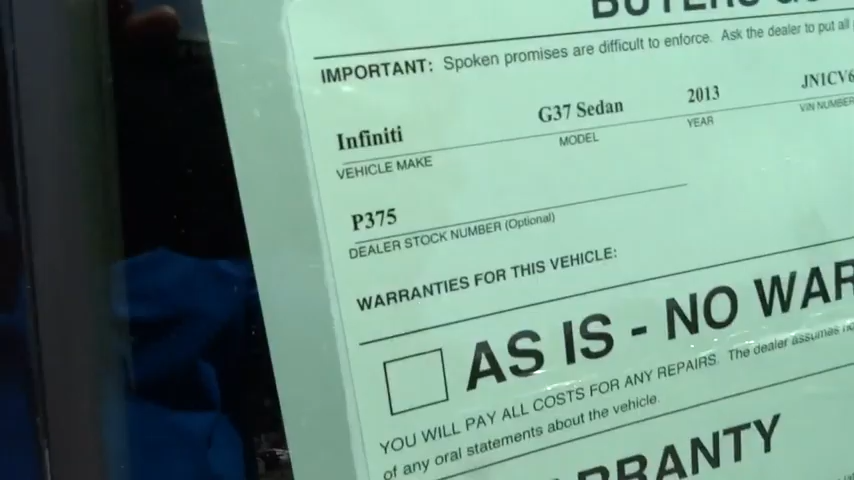 BUYERS
IMPORTANT: Spoken promises are difficult to enforce. Ask the dealer to put all
Infiniti G37 Sedan 2013 JN1CV6
VEHICLE MAKE MODEL YEAR VIN NUMBER
P375
DEALER STOCK NUMBER (Optional)
WARRANTIES FOR THIS VEHICLE:
AS IS - NO WAR
YOU WILL PAY ALL COSTS FOR ANY REPAIRS. The dealer assumes no
of any oral statements about the vehicle.
RRANTY